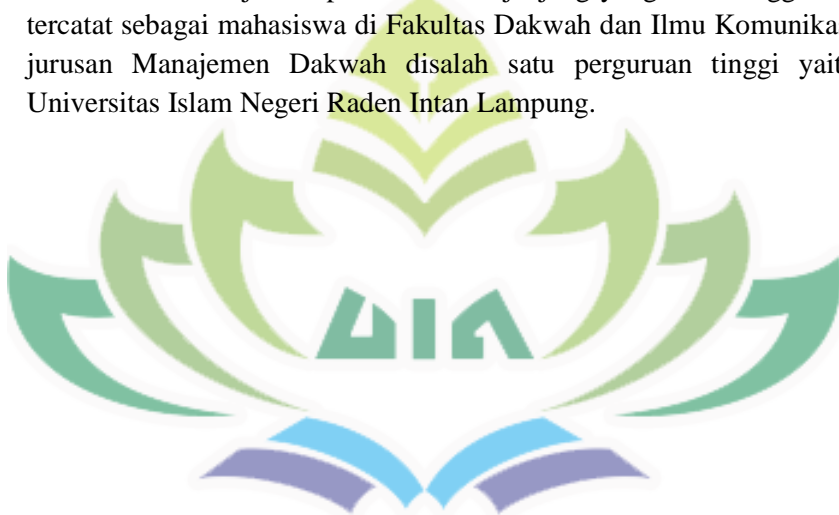 tercatat sebagai mahasiswa di Fakultas Dakwah dan Ilmu Komunika
jurusan Manajemen Dakwah disalah satu perguruan tinggi yait
Universitas Islam Negeri Raden Intan Lampung.
UIN